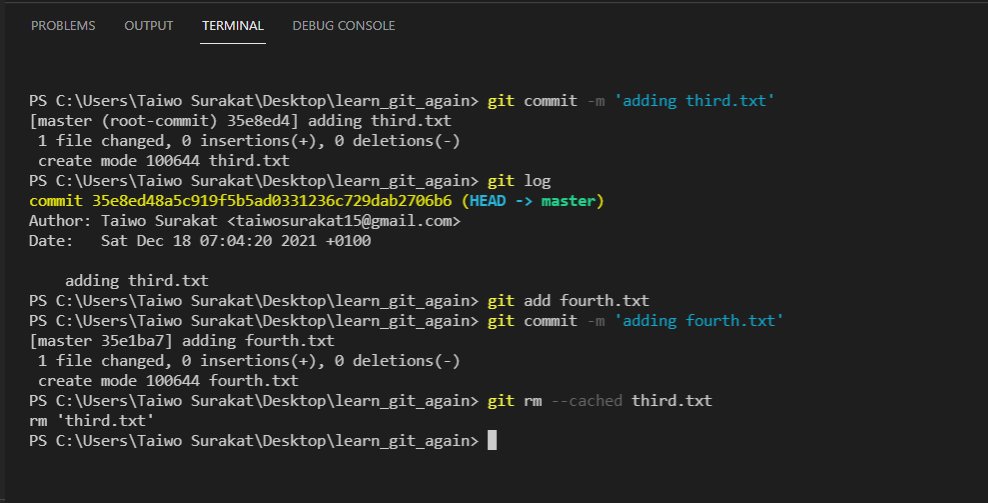 PROBLEMS OUTPUT TERMINAL DEBUG CONSOLE
PS C:\Users\Taiwo Surakat\Desktop\learn_git_again> git commit -m 'adding third.txt'
[master (root-commit) 35e8ed4] adding third.txt
 1 file changed, 0 insertions(+), 0 deletions(-)
 create mode 100644 third.txt
PS C:\Users\Taiwo Surakat\Desktop\learn_git_again> git log
commit 35e8ed48a5c919f5b5ad0331236c729dab2706b6 (HEAD -> master)
Author: Taiwo Surakat <taiwosurakat15@gmail.com>
Date:   Sat Dec 18 07:04:20 2021 +0100
    adding third.txt
PS C:\Users\Taiwo Surakat\Desktop\learn_git_again> git add fourth.txt
PS C:\Users\Taiwo Surakat\Desktop\learn_git_again> git commit -m 'adding fourth.txt'
[master 35e1ba7] adding fourth.txt
 1 file changed, 0 insertions(+), 0 deletions(-)
 create mode 100644 fourth.txt
PS C:\Users\Taiwo Surakat\Desktop\learn_git_again> git rm --cached third.txt
rm 'third.txt'
PS C:\Users\Taiwo Surakat\Desktop\learn_git_again>